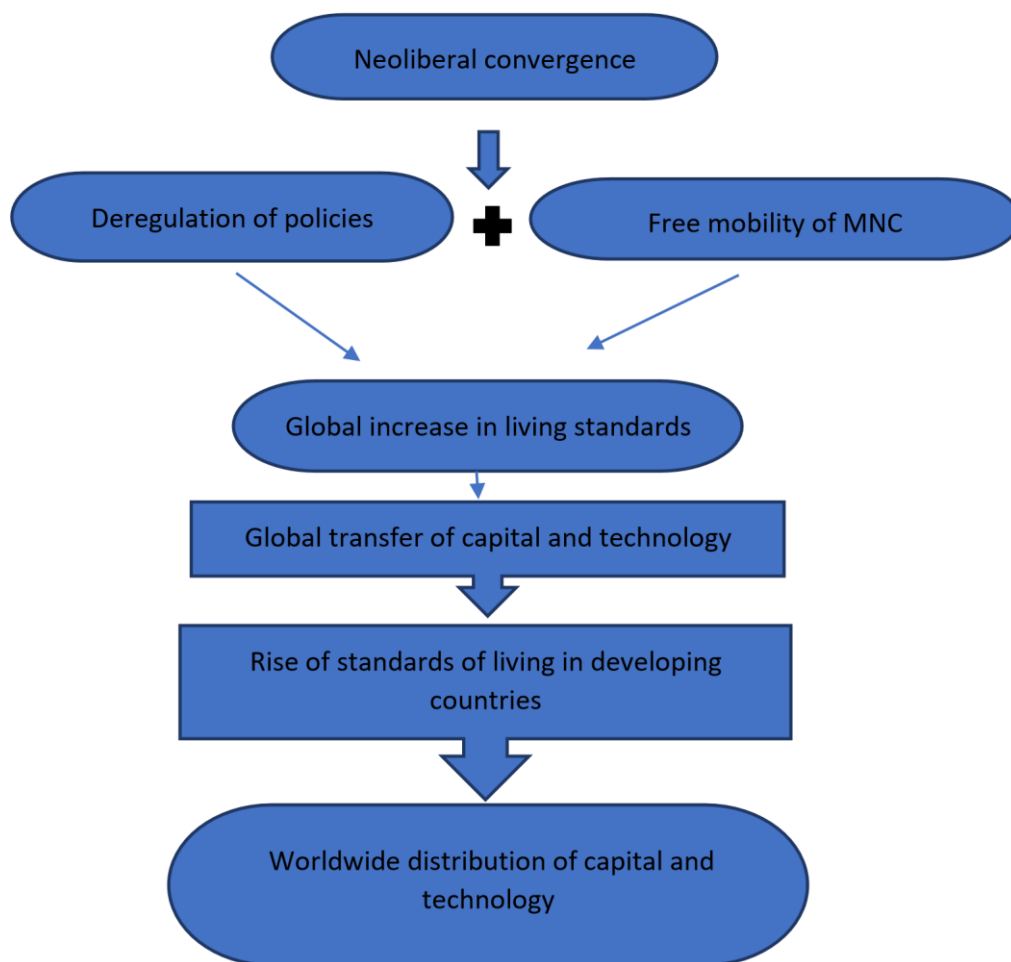 Neoliberal convergence
Deregulation of policies
Free mobility of MNC
Global increase in living standards
Global transfer of capital and technology
Rise of standards of living in developing
countries
Worldwide distribution of capital and
technology